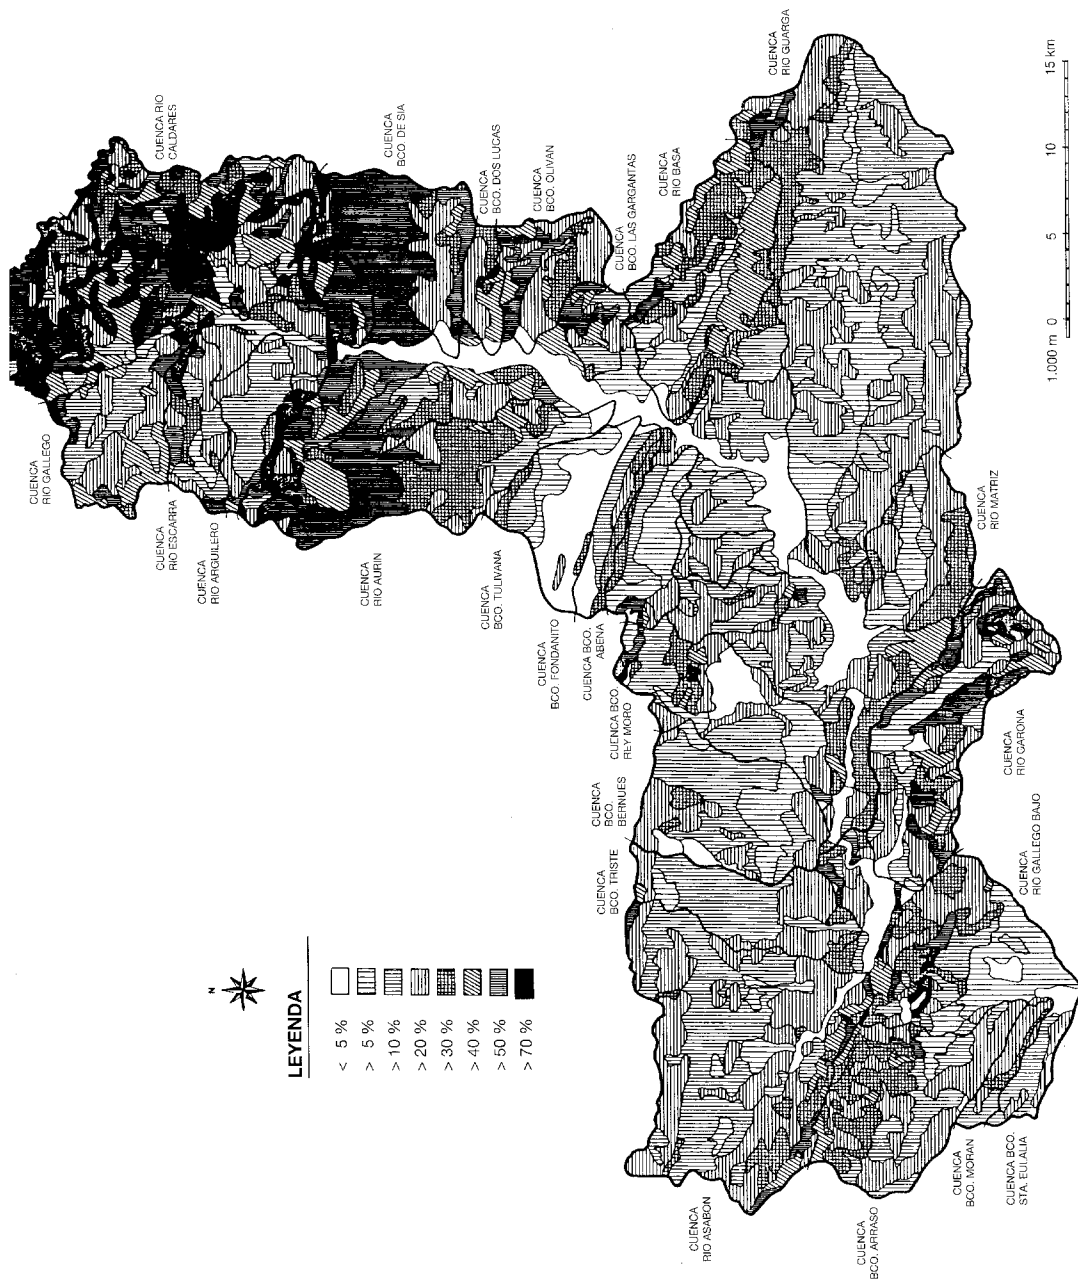 CUENCA
RIO GALLEGO
CUENCA RIO
CALDARES
CUENCA
BCO. DE SIA
CUENCA
BCO. DOS LUCAS
CUENCA
BCO. OLIVAN
CUENCA
BCO. LAS GARGANTAS
CUENCA
RIO BASA
CUENCA
RIO GUARGA
CUENCA
RIO ESCARRA
CUENCA
RIO ARGUILERO
CUENCA
RIO AURIN
CUENCA
BCO. TULIVANA
CUENCA
BCO. FONDANITO
CUENCA BCO.
ABENA
CUENCA BCO.
REY MORO
CUENCA
BCO.
BERNUES
CUENCA
BCO. TRISTE
CUENCA
RIO ASABON
CUENCA
BCO. ARRASO
CUENCA
BCO. MORAN
CUENCA BCO.
STA. EULALIA
CUENCA
RIO GALLEGO BAJO
CUENCA
RIO GARONA
CUENCA
RIO MATRIZ
N
LEYENDA
< 5 %
> 5 %
> 10 %
> 20 %
> 30 %
> 40 %
> 50 %
> 70 %
1.000 m 0 5 10 15 km